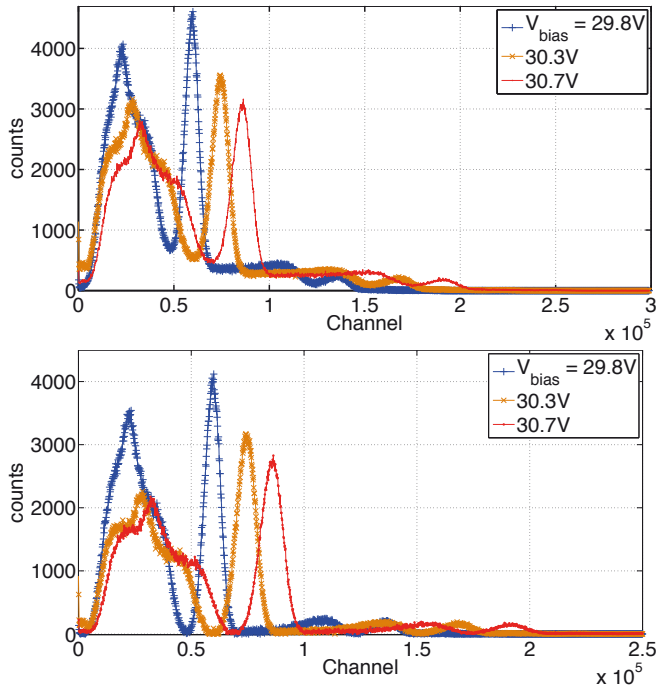 4000
3000
2000
1000
0
counts
0 0.5 1 1.5 2 2.5 3
Channel
x 10^5
V_bias = 29.8V
30.3V
30.7V
4000
3000
2000
1000
0
counts
0 0.5 1 1.5 2 2.5
Channel
x 10^5
V_bias = 29.8V
30.3V
30.7V